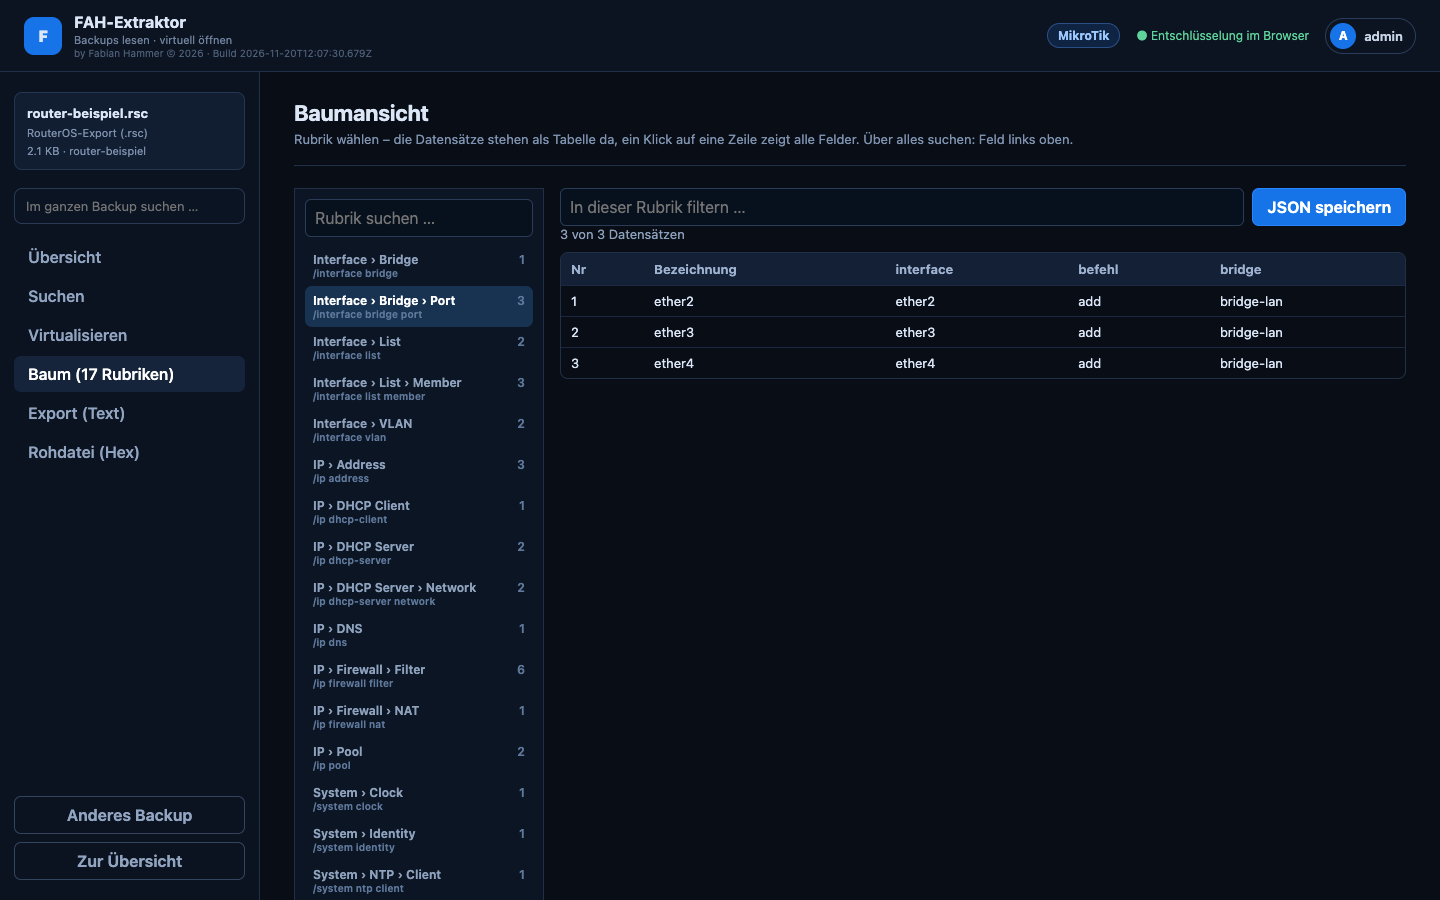 F
FAH-Extraktor
Backups lesen · virtuell öffnen
by Fabian Hammer © 2026 · Build 2026-11-20T12:07:30.679Z
MikroTik
Entschlüsselung im Browser
A
admin
router-beispiel.rsc
RouterOS-Export (.rsc)
2.1 KB · router-beispiel
Im ganzen Backup suchen ...
Übersicht
Suchen
Virtualisieren
Baum (17 Rubriken)
Export (Text)
Rohdatei (Hex)
Anderes Backup
Zur Übersicht
Baumansicht
Rubrik wählen – die Datensätze stehen als Tabelle da, ein Klick auf eine Zeile zeigt alle Felder. Über alles suchen: Feld links oben.
Rubrik suchen ...
Interface › Bridge 1
/interface bridge
Interface › Bridge › Port 3
/interface bridge port
Interface › List 2
/interface list
Interface › List › Member 3
/interface list member
Interface › VLAN 2
/interface vlan
IP › Address 3
/ip address
IP › DHCP Client 1
/ip dhcp-client
IP › DHCP Server 2
/ip dhcp-server
IP › DHCP Server › Network 2
/ip dhcp-server network
IP › DNS 1
/ip dns
IP › Firewall › Filter 6
/ip firewall filter
IP › Firewall › NAT 1
/ip firewall nat
IP › Pool 2
/ip pool
System › Clock 1
/system clock
System › Identity 1
/system identity
System › NTP › Client 1
/system ntp client
In dieser Rubrik filtern ...
JSON speichern
3 von 3 Datensätzen
Nr Bezeichnung interface befehl bridge
1 ether2 ether2 add bridge-lan
2 ether3 ether3 add bridge-lan
3 ether4 ether4 add bridge-lan